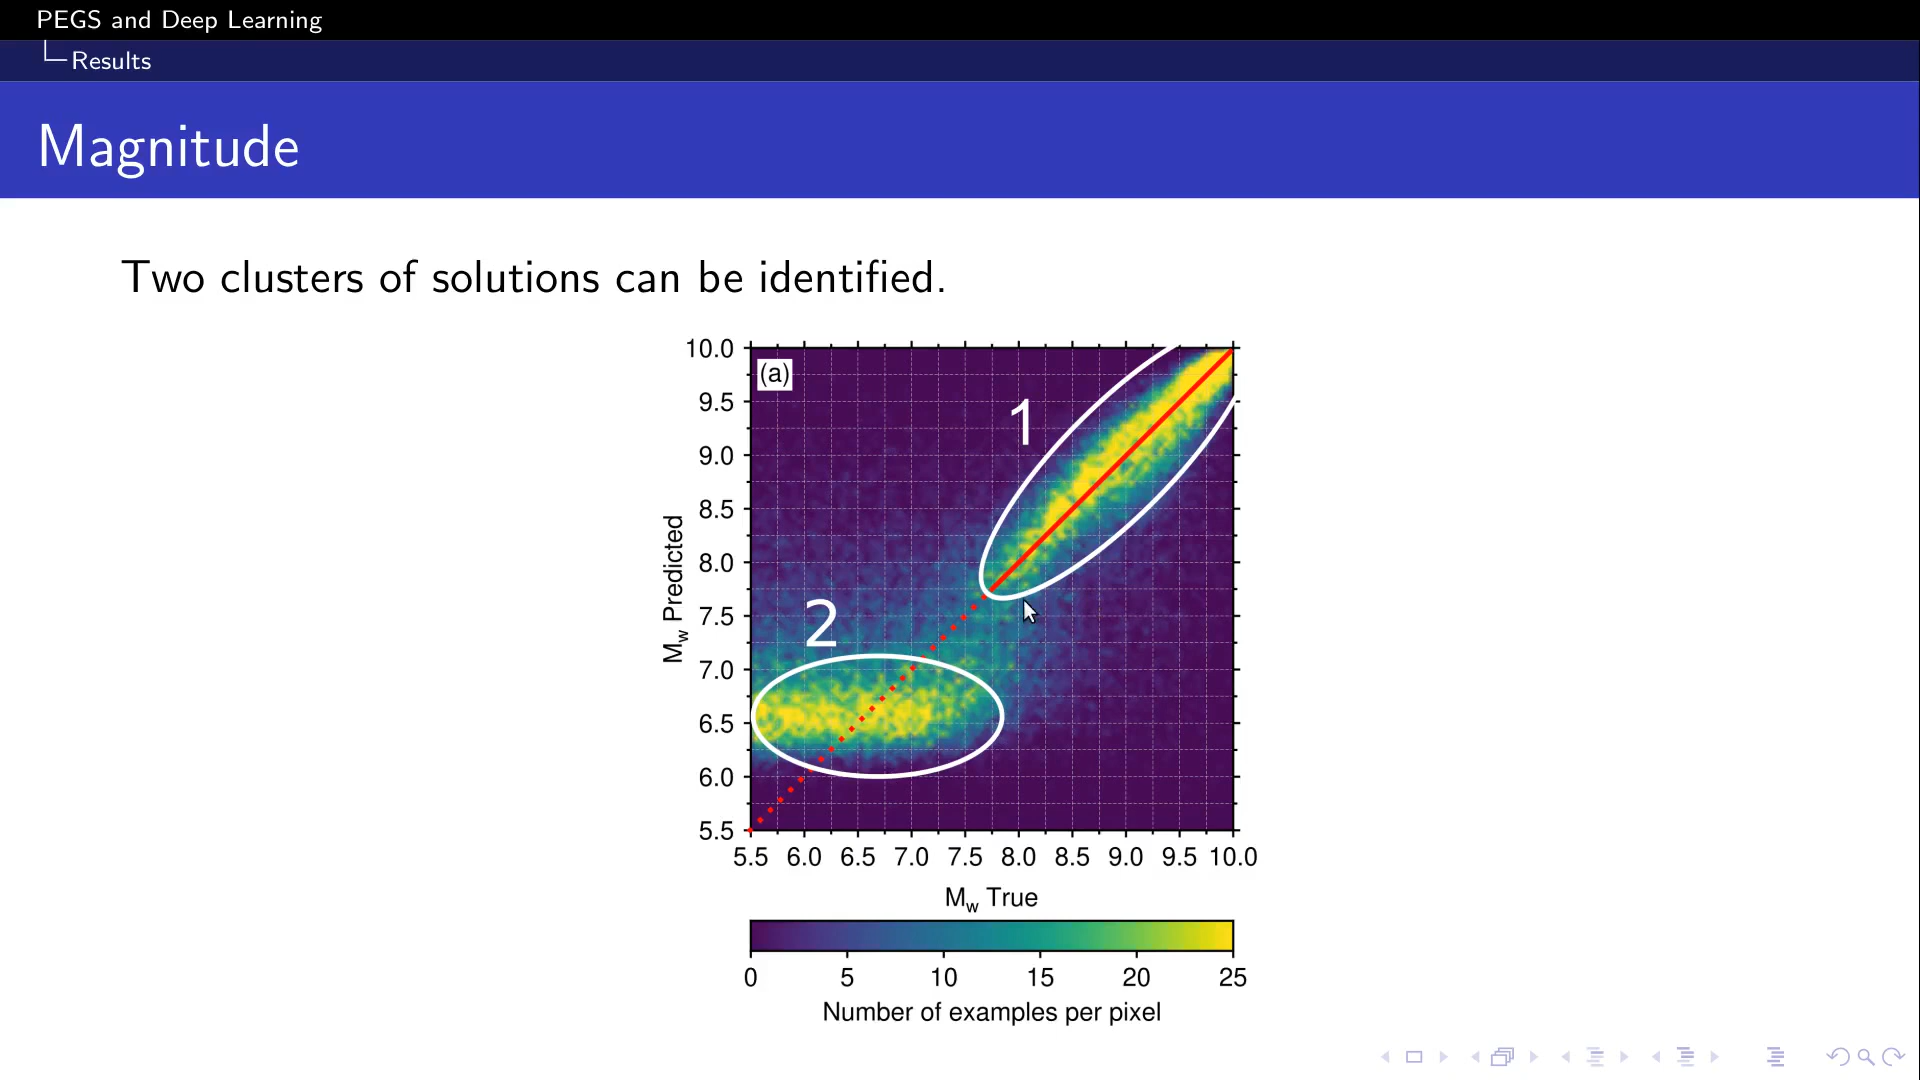 PEGS and Deep Learning
Results
Magnitude
Two clusters of solutions can be identified.
(a)
1
2
10.0
9.5
9.0
8.5
8.0
7.5
7.0
6.5
6.0
5.5
Mw Predicted
5.5 6.0 6.5 7.0 7.5 8.0 8.5 9.0 9.5 10.0
Mw True
0 5 10 15 20 25
Number of examples per pixel